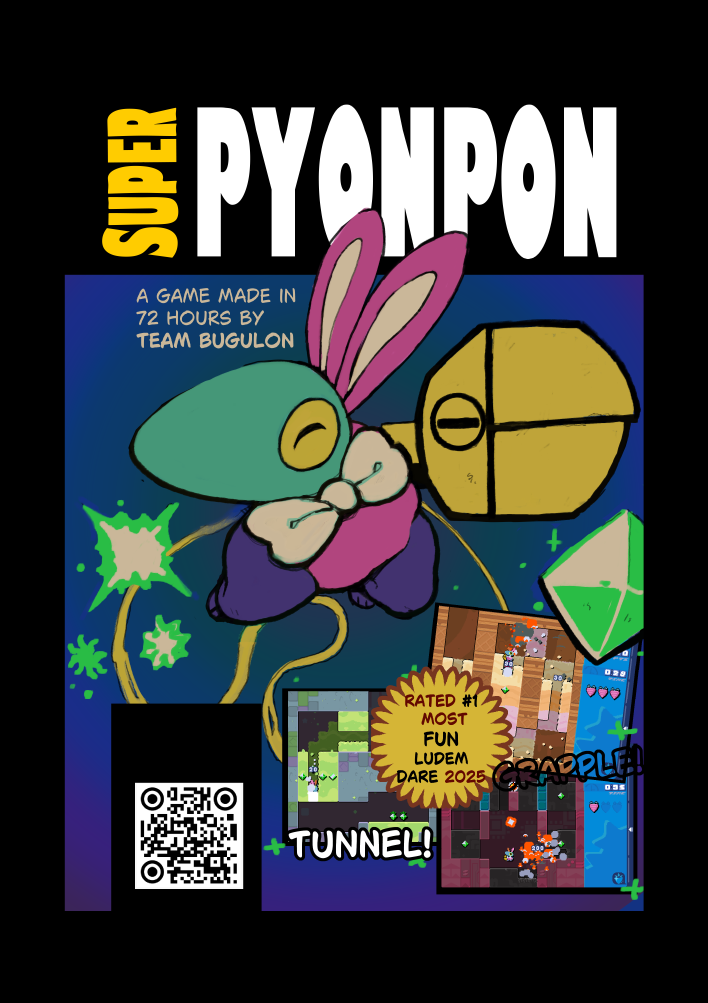 SUPER
PYONPON
A GAME MADE IN
72 HOURS BY
TEAM BUGULON
RATED #1
MOST
FUN
LUDEM
DARE 2025
GRAPPLE!
TUNNEL!